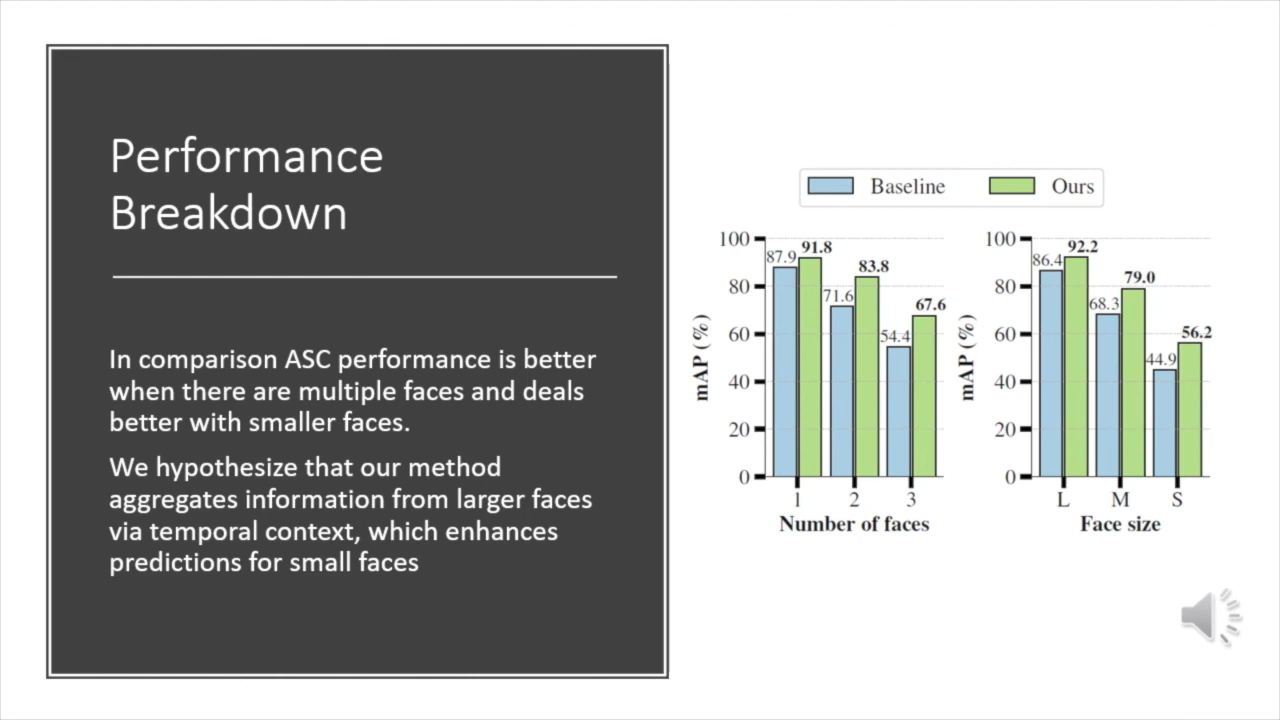 Performance
Breakdown
In comparison ASC performance is better
when there are multiple faces and deals
better with smaller faces.
We hypothesize that our method
aggregates information from larger faces
via temporal context, which enhances
predictions for small faces
Baseline Ours
mAP (%)
100
80
60
40
20
0
87.9 91.8
71.6 83.8
54.4 67.6
1 2 3
Number of faces
mAP (%)
100
80
60
40
20
0
86.4 92.2
68.3 79.0
44.9 56.2
L M S
Face size